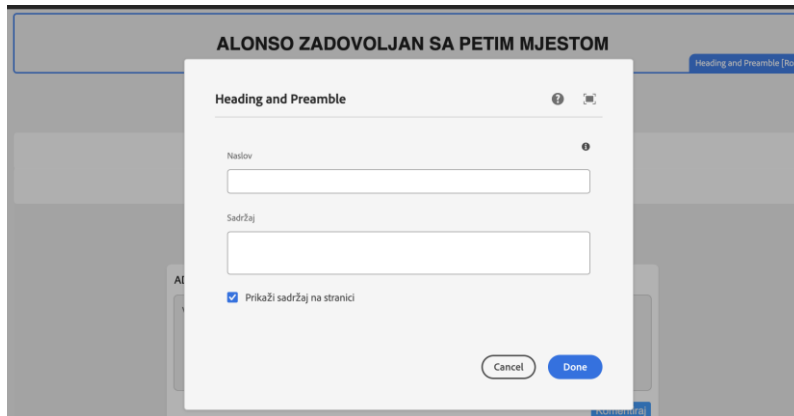 ALONSO ZADOVOLJAN SA PETIM MJESTOM
Heading and Preamble [Ro
Heading and Preamble
Naslov
Sadržaj
Prikaži sadržaj na stranici
Cancel
Done
Komentiraj